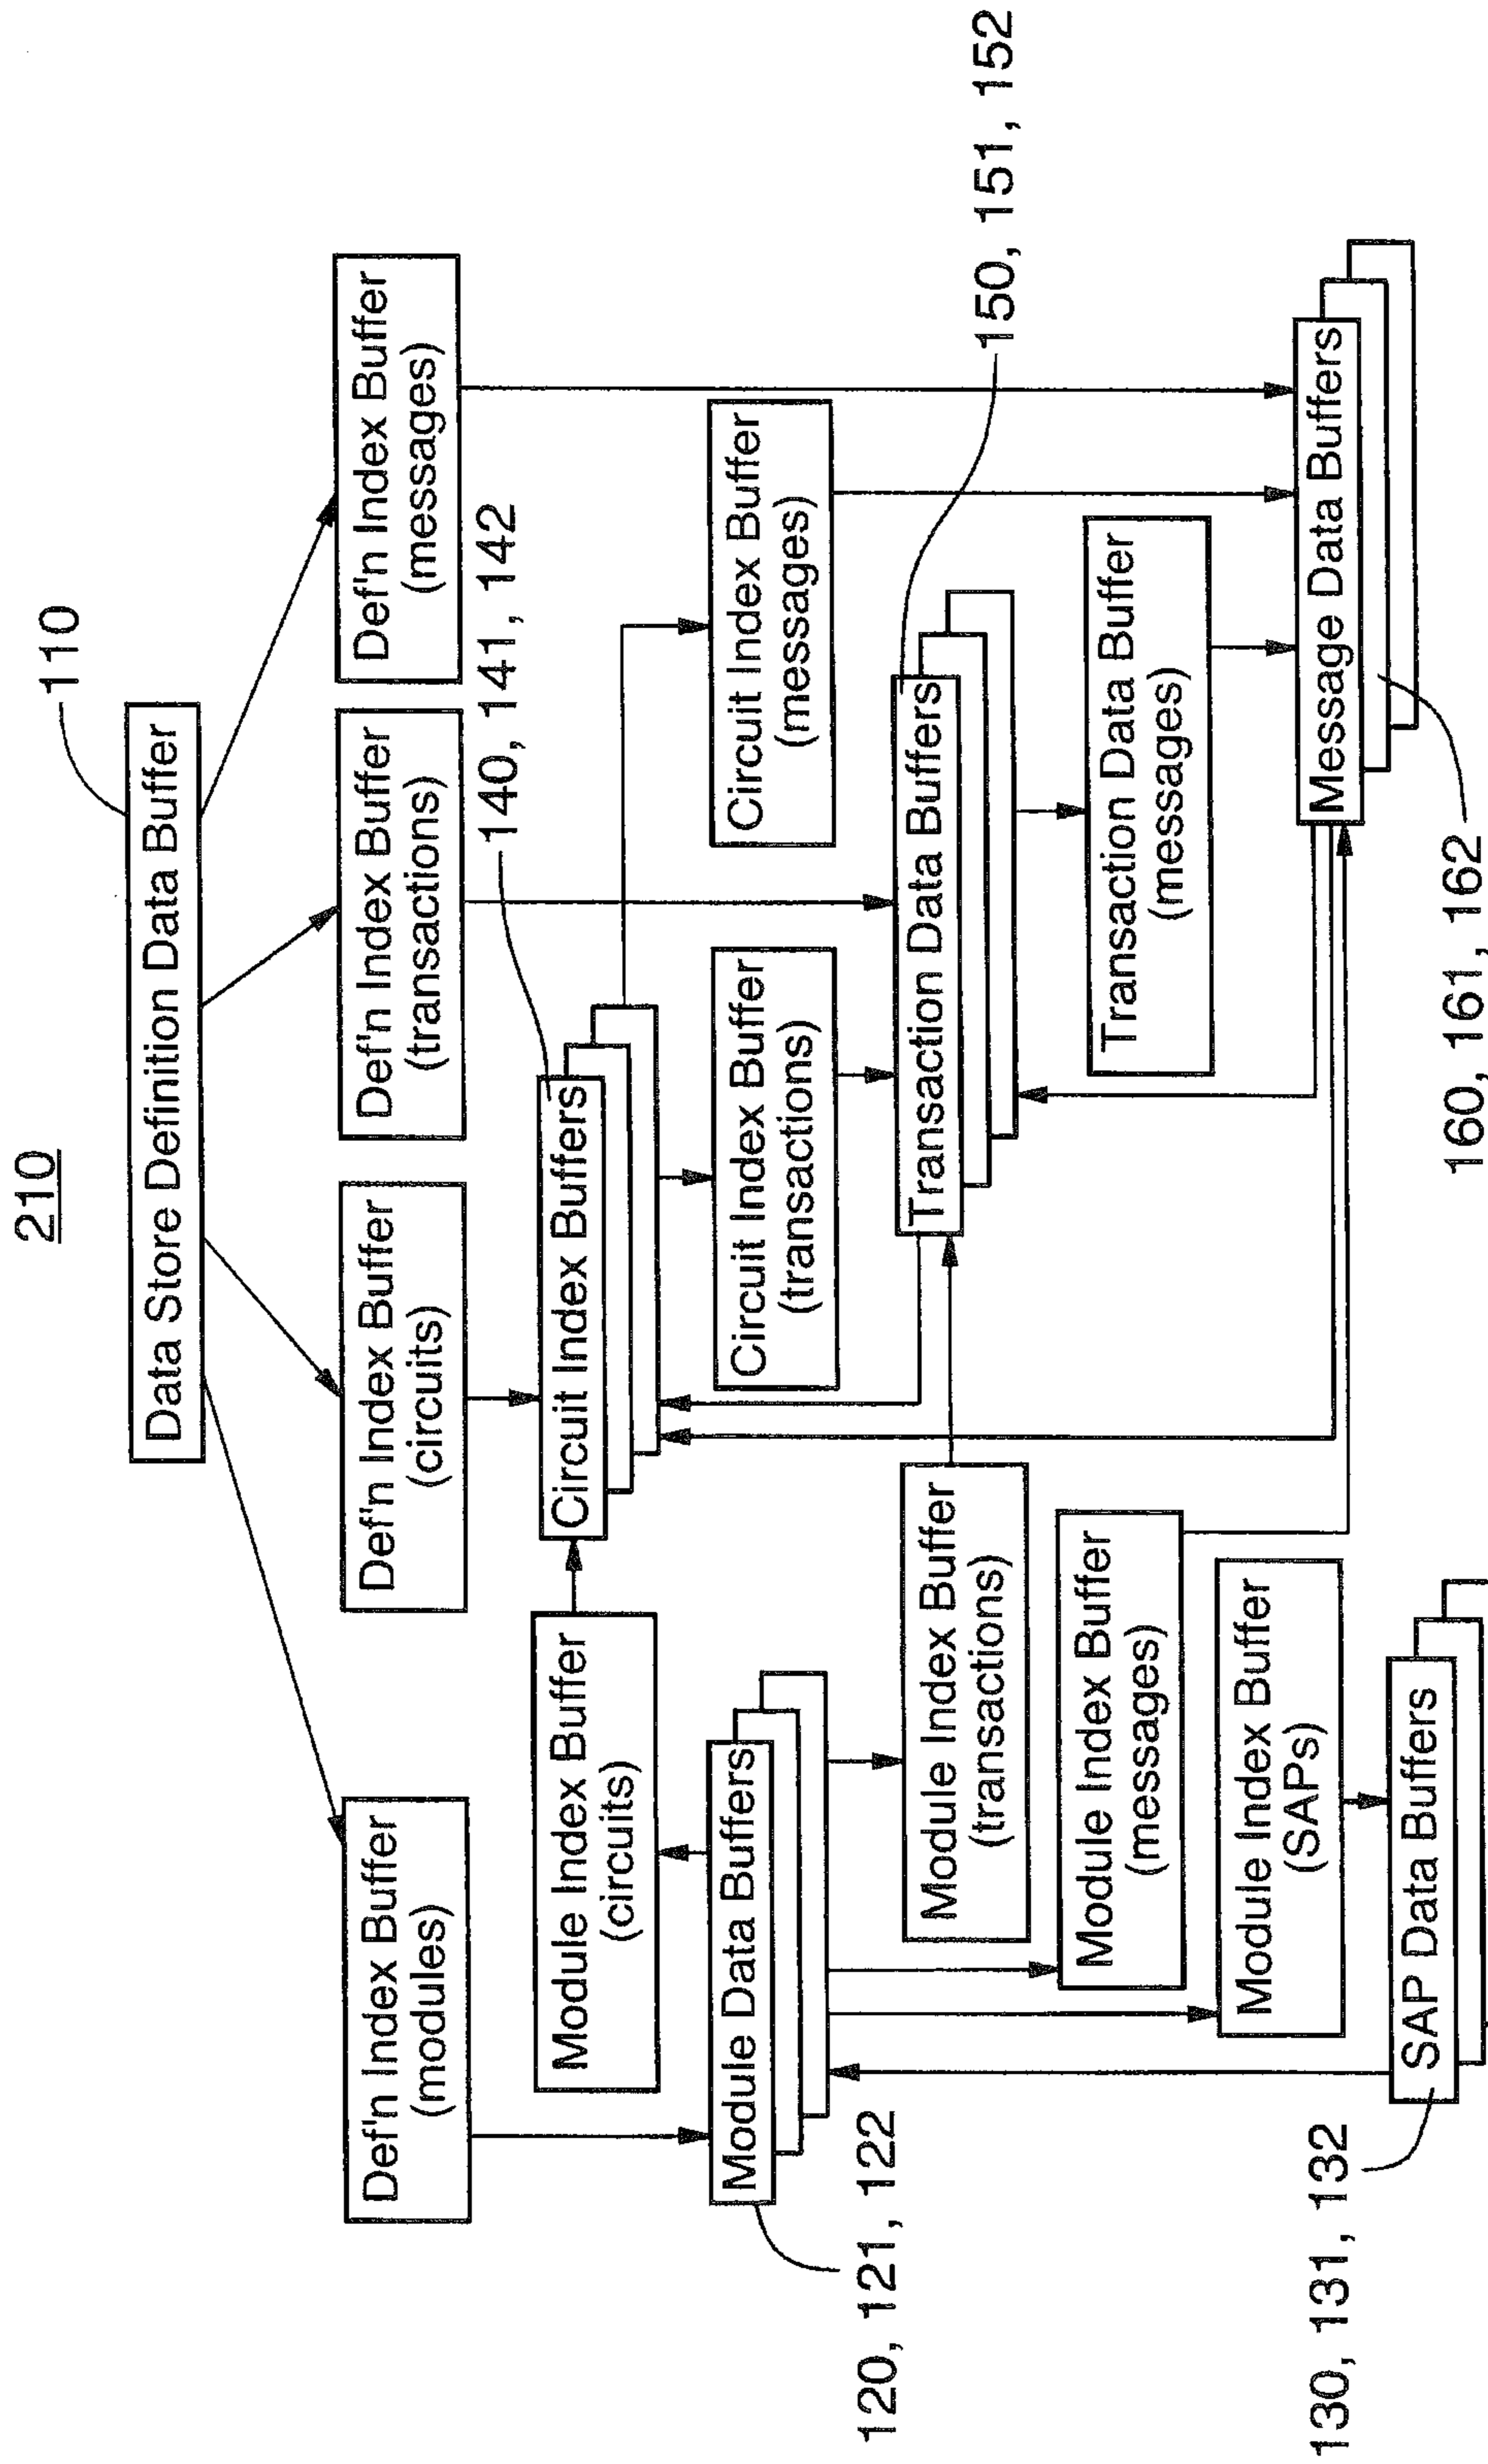 210
110
Data Store Definition Data Buffer
Def'n Index Buffer
(modules)
Def'n Index Buffer
(circuits)
Def'n Index Buffer
(transactions)
Def'n Index Buffer
(messages)
140, 141, 142
Module Index Buffer
(circuits)
Circuit Index Buffers
Module Data Buffers
Circuit Index Buffer
(transactions)
Circuit Index Buffer
(messages)
120, 121, 122
Module Index Buffer
(transactions)
Transaction Data Buffers
150, 151, 152
Module Index Buffer
(messages)
Transaction Data Buffer
(messages)
Module Index Buffer
(SAPs)
Message Data Buffers
130, 131, 132
SAP Data Buffers
160, 161, 162